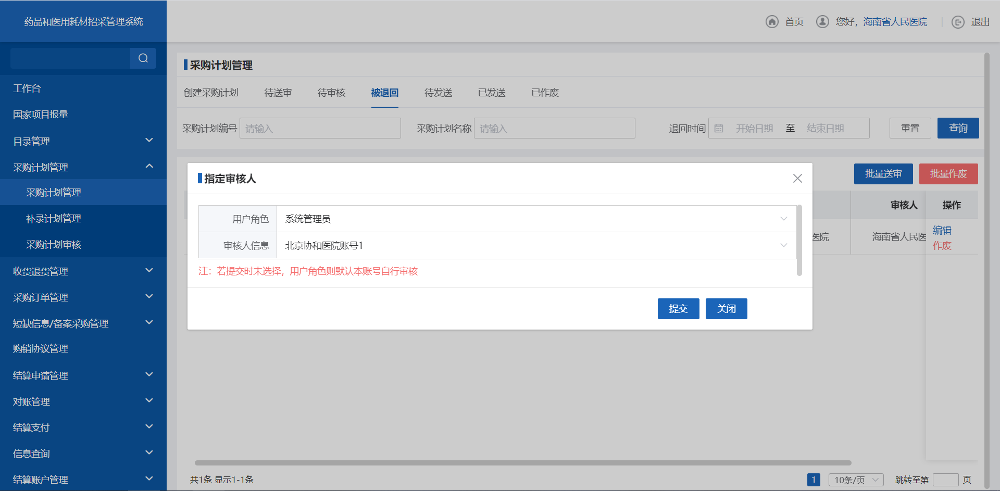 药品和医用耗材招采管理系统
首页
您好，海南省人民医院
退出
工作台
国家项目报量
目录管理
采购计划管理
采购计划管理
补录计划管理
采购计划审核
收货退货管理
采购订单管理
短缺信息/备案采购管理
购销协议管理
结算申请管理
对账管理
结算支付
信息查询
结算账户管理
采购计划管理
创建采购计划 待送审 待审核 被退回 待发送 已发送 已作废
采购计划编号 请输入 采购计划名称 请输入 退回时间 开始日期 至 结束日期 重置 查询
批量送审 批量作废
审核人 操作
医院 海南省人民医 编辑
作废
指定审核人
用户角色 系统管理员
审核人信息 北京协和医院账号1
注：若提交时未选择，用户角色则默认本账号自行审核
提交 关闭
共1条 显示1-1条 1 10条/页 跳转至第 页